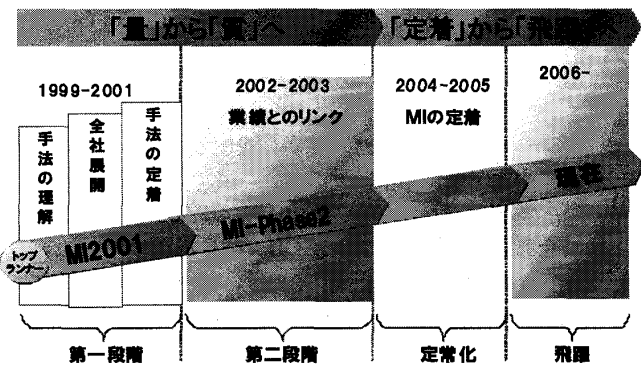 「量」から「質」へ
「定着」から「飛躍」へ
1999-2001
2002-2003
業績とのリンク
2004~2005
MIの定着
2006-
手法の理解
全社展開
手法の定着
トップ
ランナー
MI2001
MI-Phase2
現在
第一段階
第二段階
定常化
飛躍